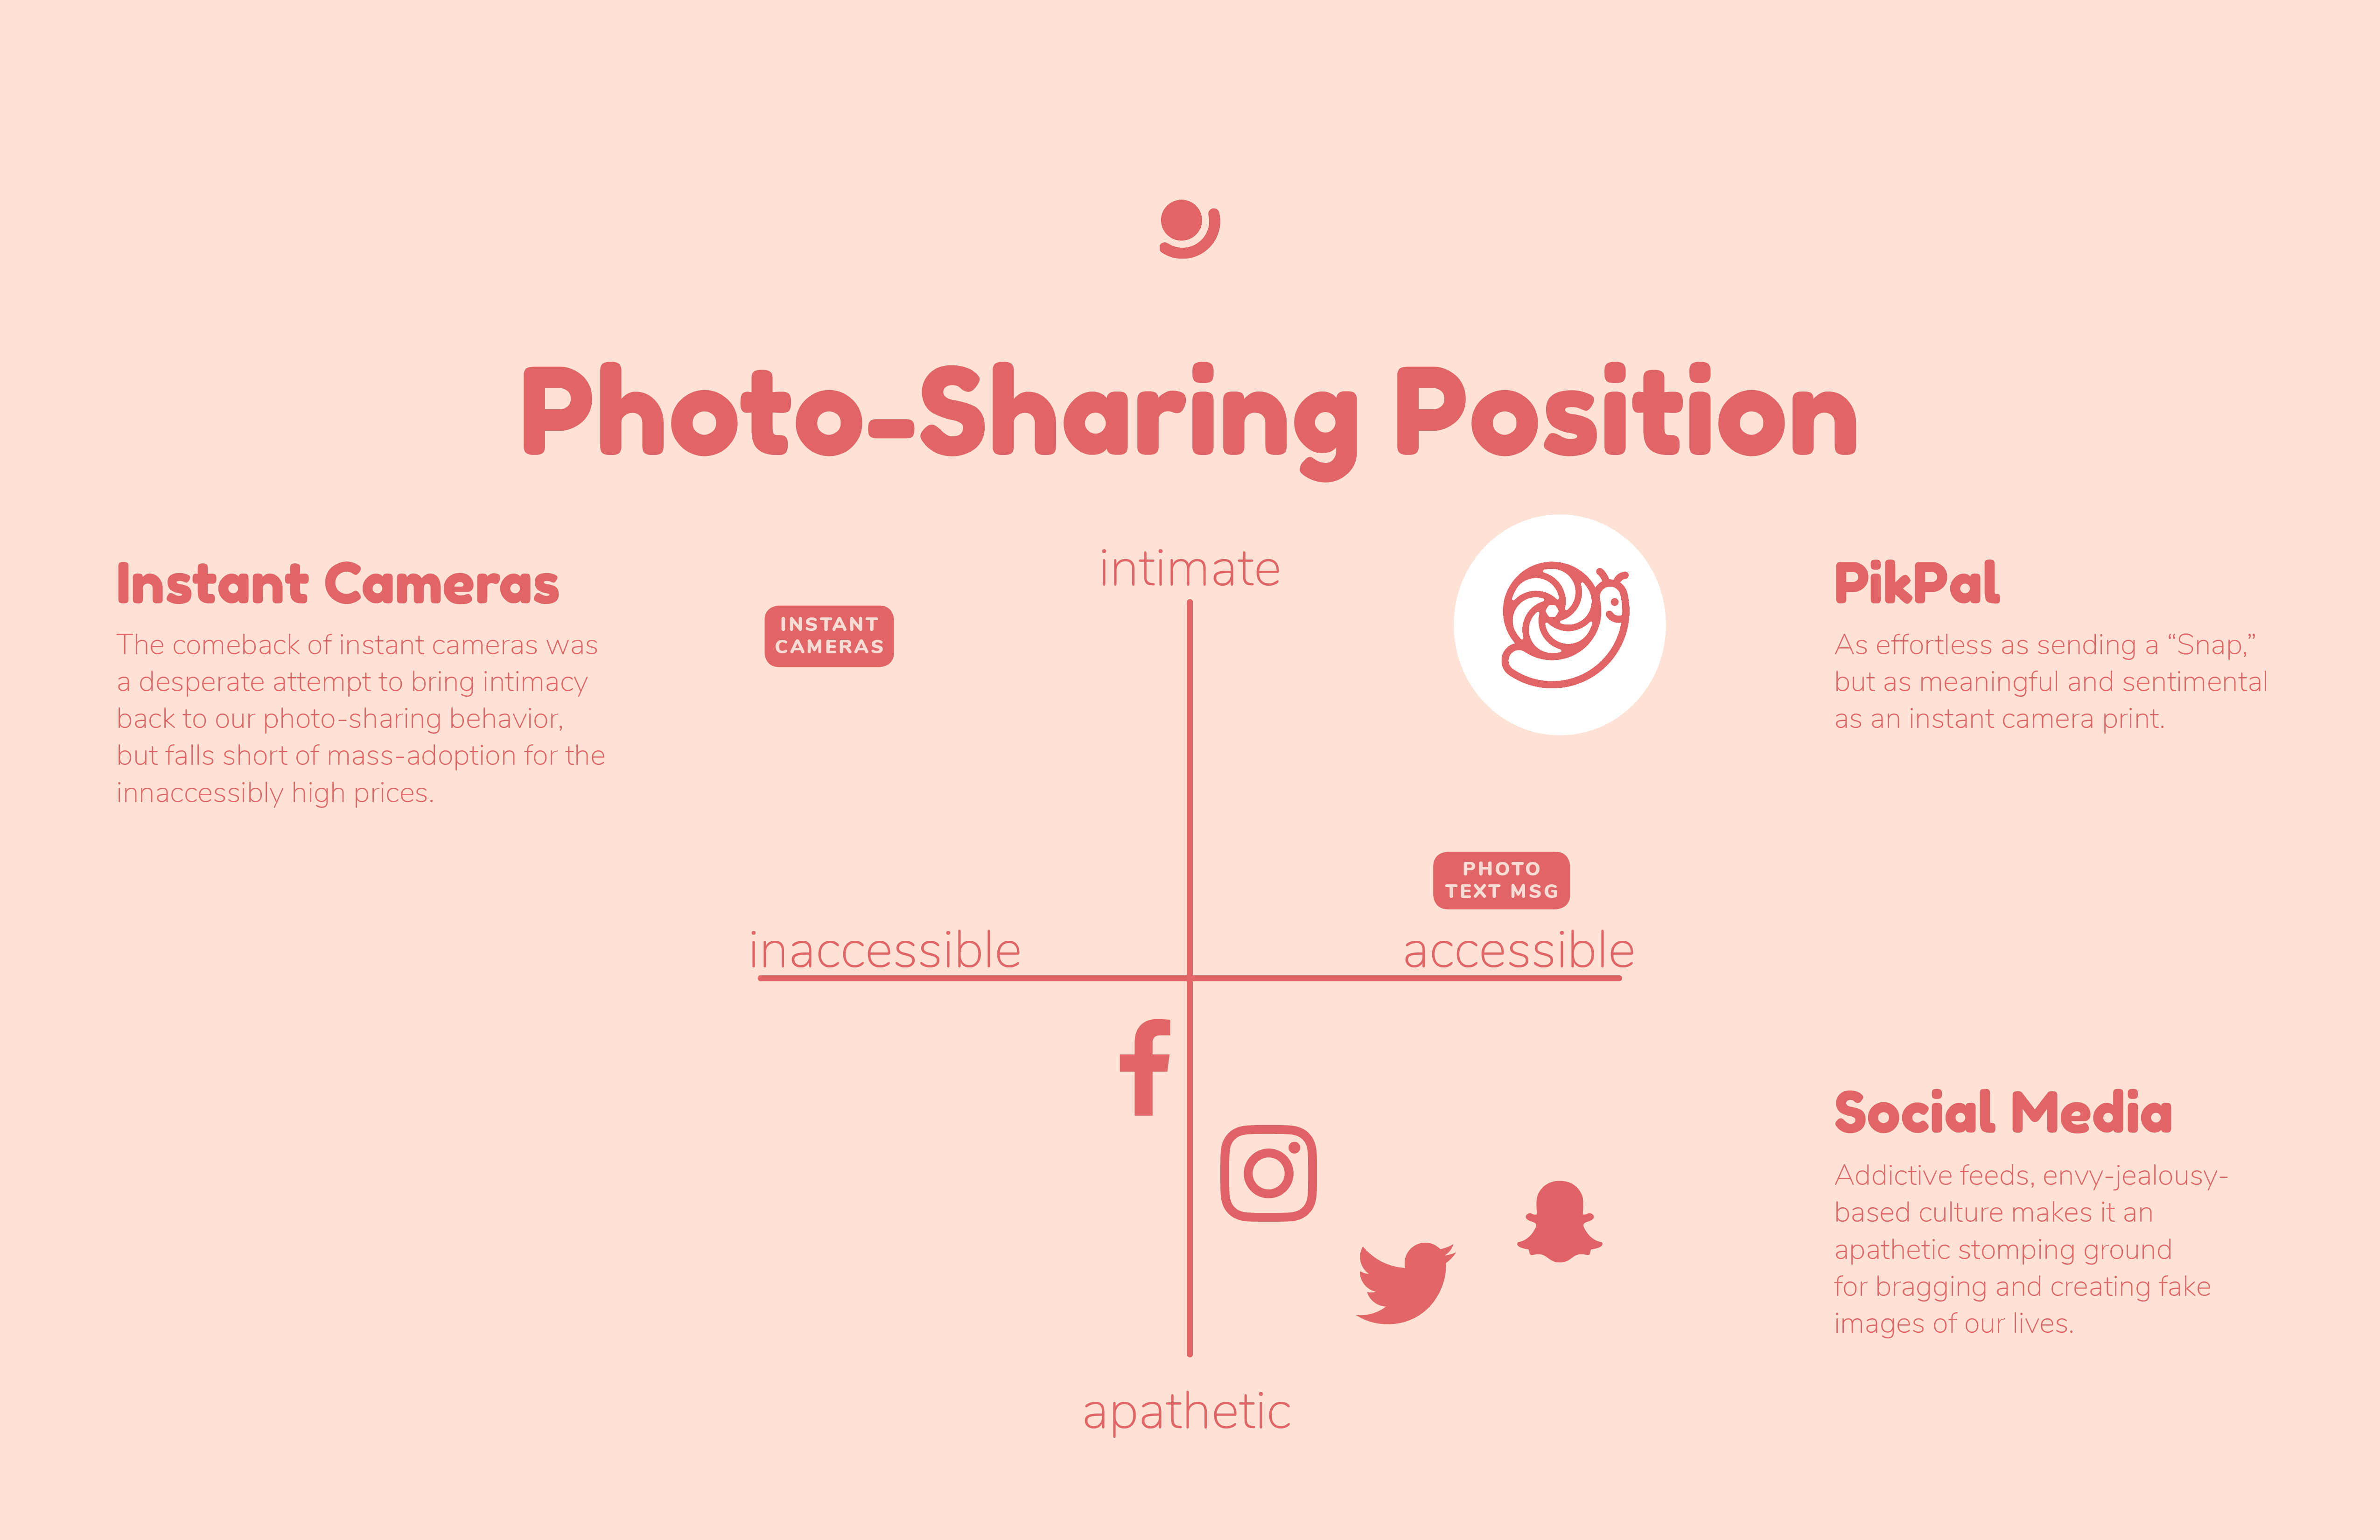 Photo-Sharing Position
Instant Cameras
The comeback of instant cameras was
a desperate attempt to bring intimacy
back to our photo-sharing behavior,
but falls short of mass-adoption for the
innaccessibly high prices.
intimate
INSTANT
CAMERAS
PHOTO
TEXT MSG
inaccessible
accessible
apathetic
PikPal
As effortless as sending a “Snap,”
but as meaningful and sentimental
as an instant camera print.
Social Media
Addictive feeds, envy-jealousy-
based culture makes it an
apathetic stomping ground
for bragging and creating fake
images of our lives.